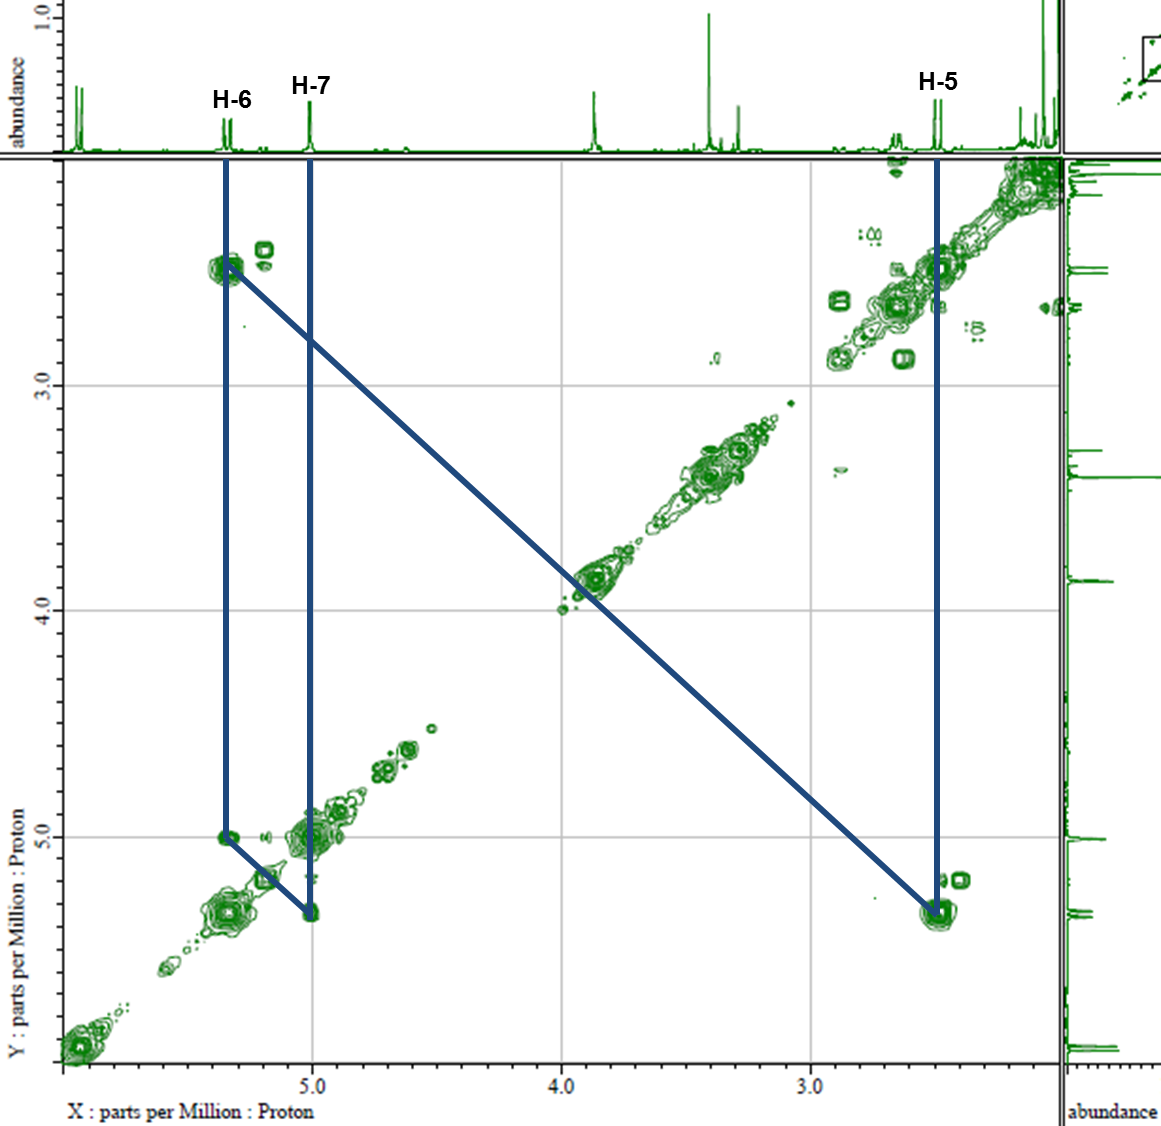 1.0
abundance
H-6
H-7
H-5
3.0
4.0
5.0
Y : parts per Million : Proton
5.0
4.0
3.0
X : parts per Million : Proton
abundance